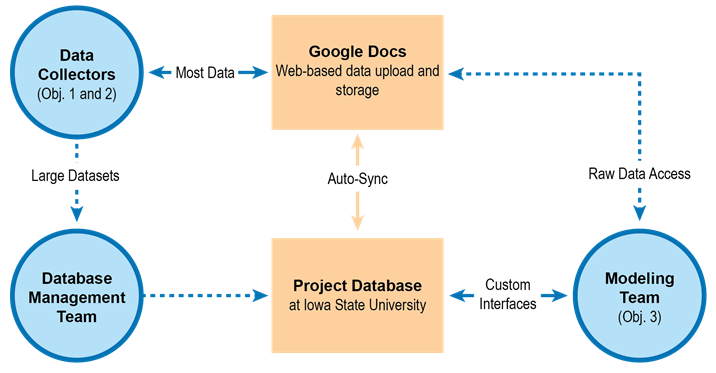 Data
Collectors
(Obj. 1 and 2)
Most Data
Google Docs
Web-based data upload and
storage
Large Datasets
Auto-Sync
Raw Data Access
Database
Management
Team
Project Database
at Iowa State University
Custom
Interfaces
Modeling
Team
(Obj. 3)